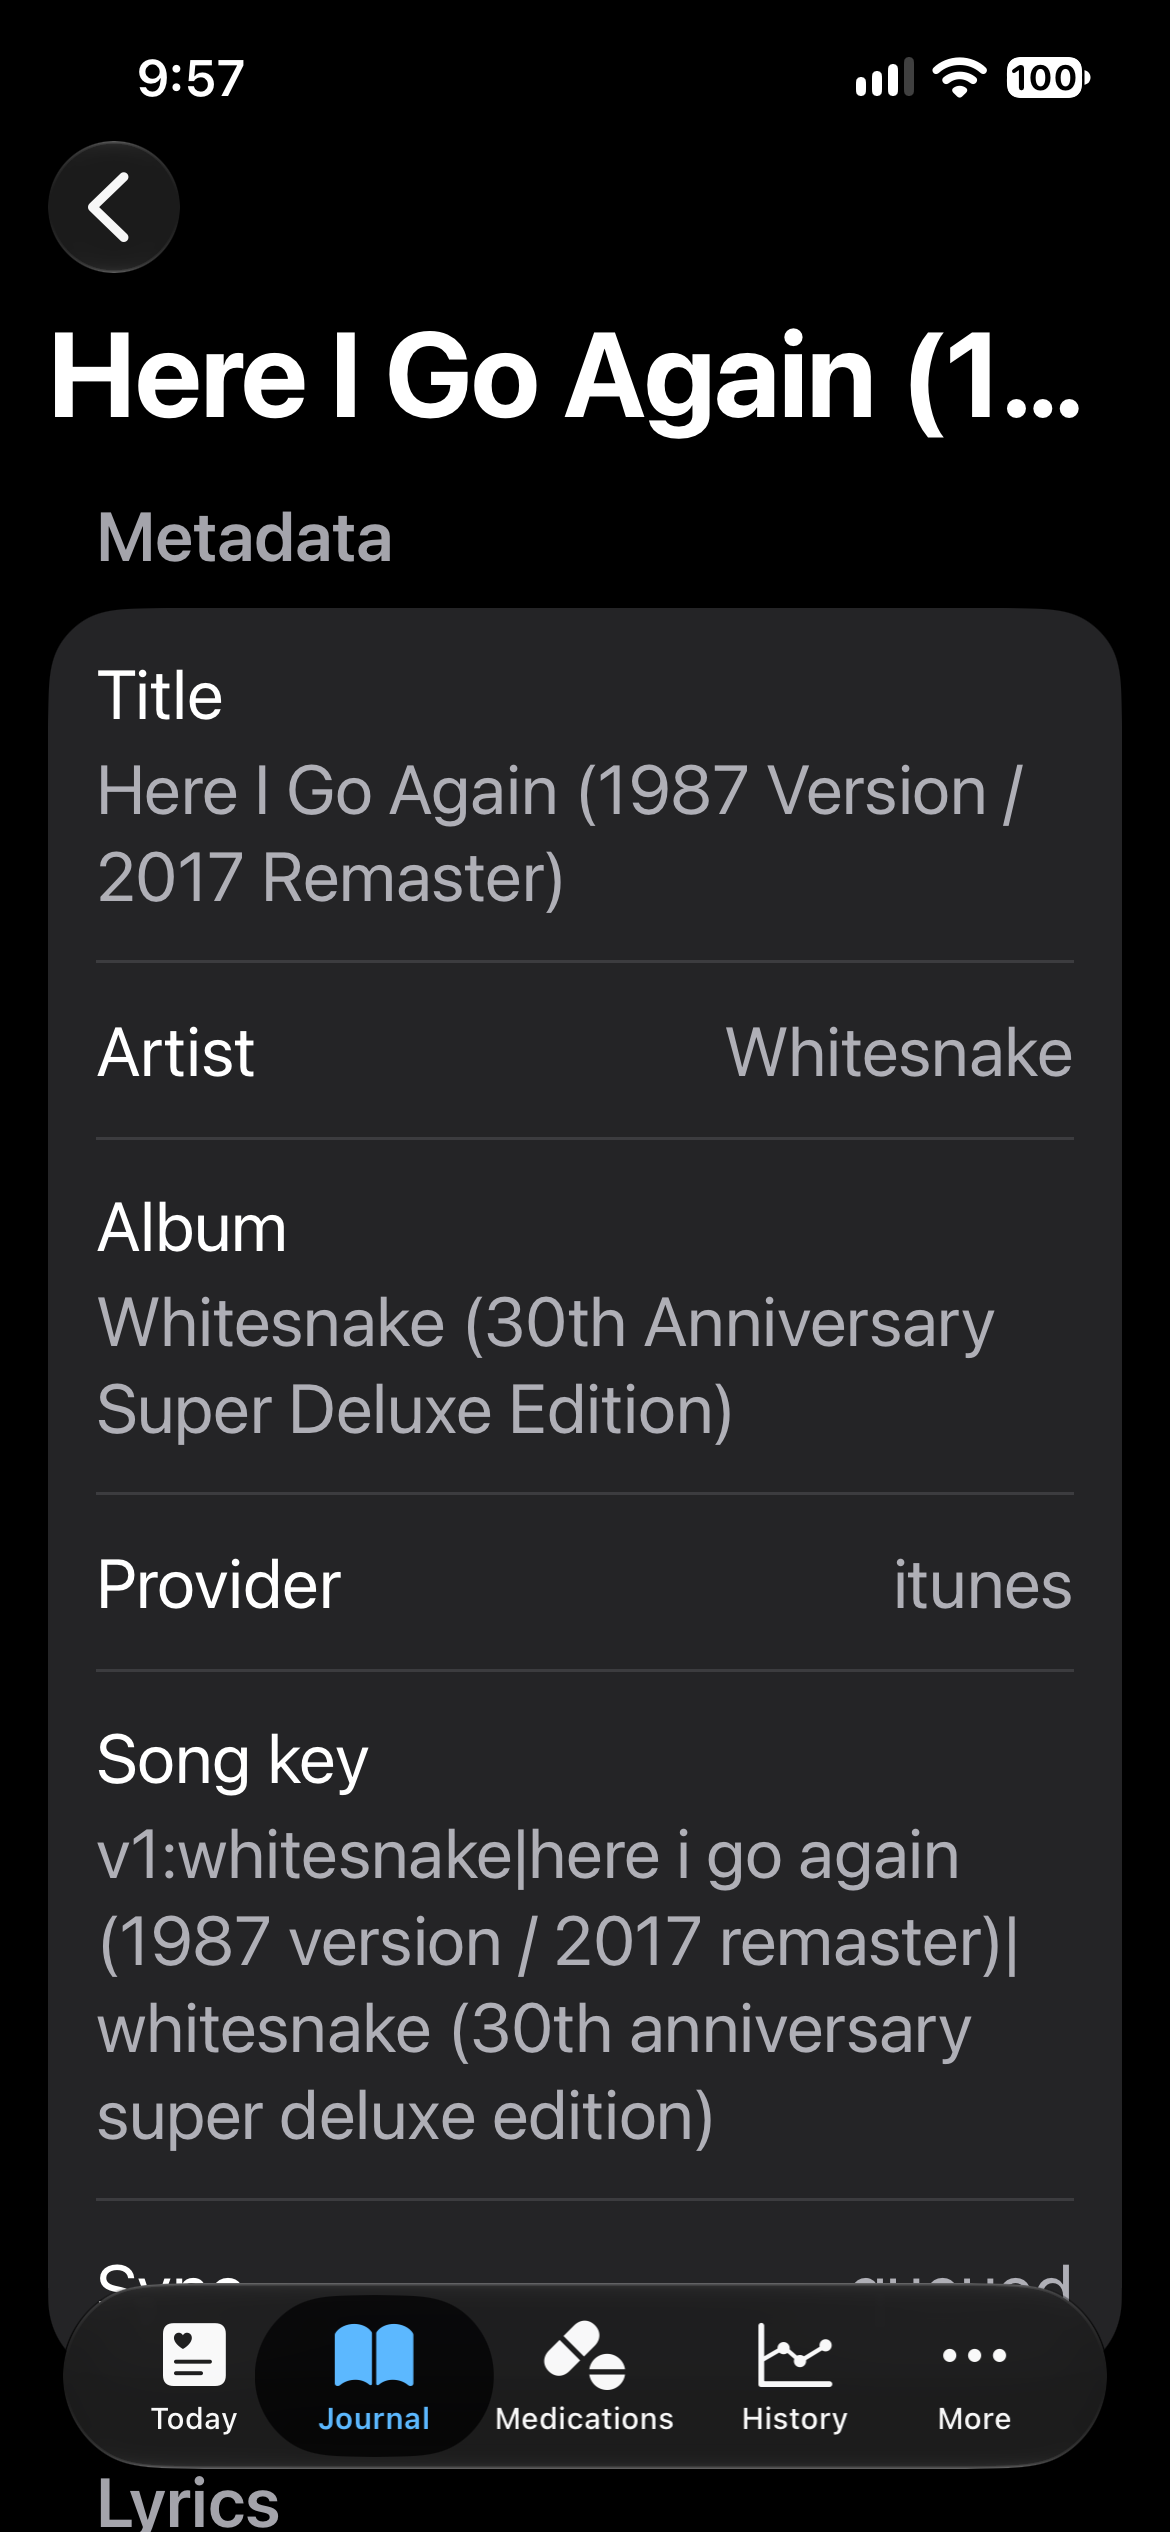 9:57
100
Here I Go Again (1...
Metadata
Title
Here I Go Again (1987 Version /
2017 Remaster)
Artist
Whitesnake
Album
Whitesnake (30th Anniversary
Super Deluxe Edition)
Provider
itunes
Song key
v1:whitesnake|here i go again
(1987 version / 2017 remaster)|
whitesnake (30th anniversary
super deluxe edition)
Sync
queued
Today
Journal
Medications
History
More
Lyrics